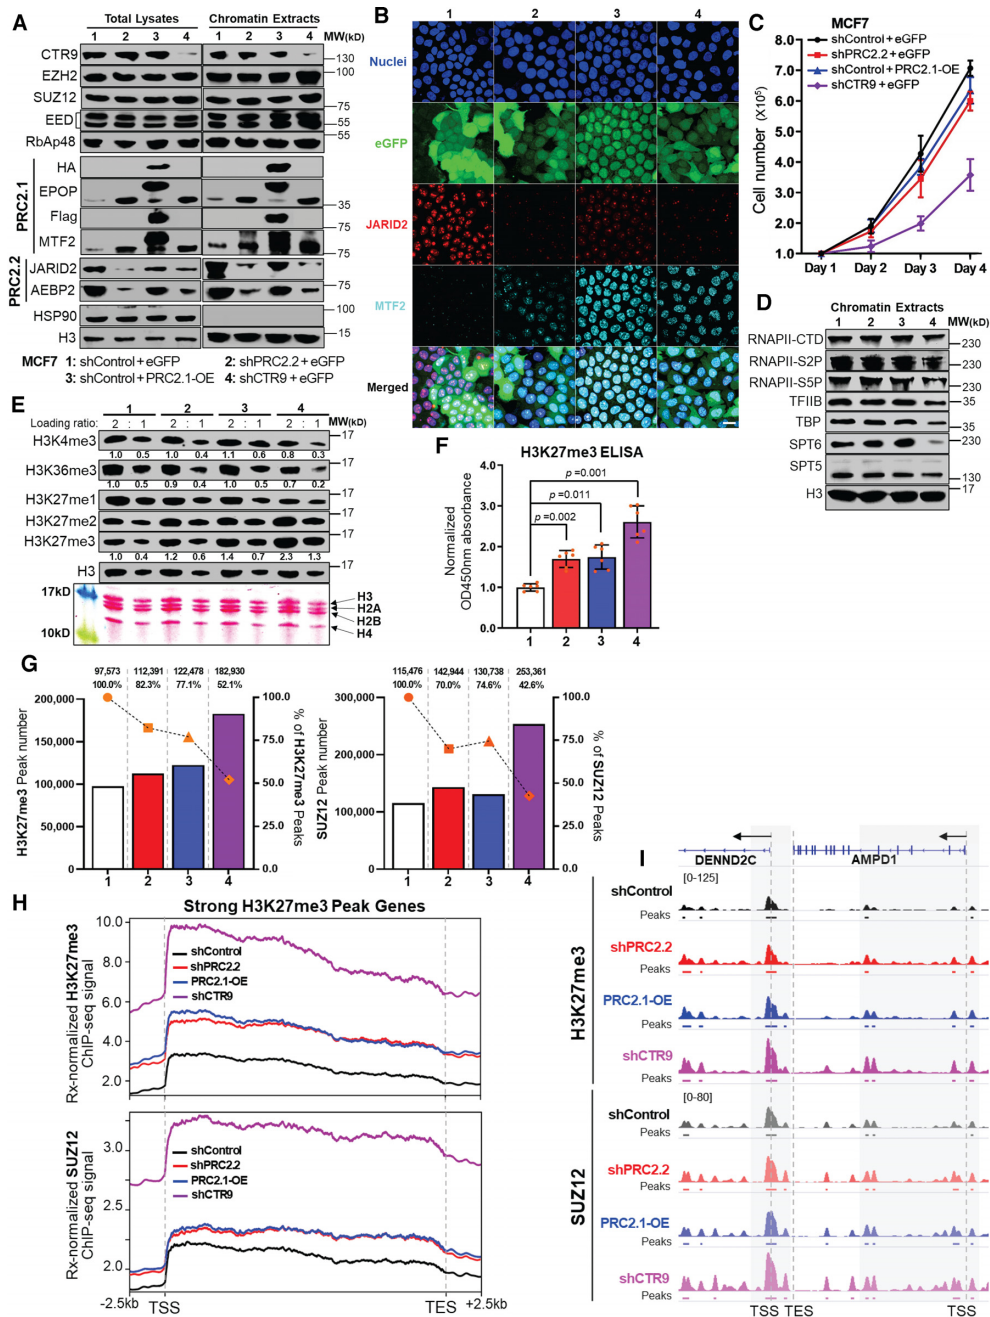 A
Total Lysates
Chromatin Extracts
1 2 3 4 1 2 3 4 MW(kD)
CTR9
130
EZH2
100
SUZ12
75
EED
55
RbAp48
55
PRC2.1
HA
EPOP
35
Flag
75
MTF2
75
PRC2.2
JARID2
AEBP2
75
HSP90
100
H3
15
MCF7 1: shControl+eGFP 2: shPRC2.2+eGFP
3: shControl+PRC2.1-OE 4: shCTR9+eGFP
B
1 2 3 4
Nuclei
eGFP
JARID2
MTF2
Merged
C
MCF7
shControl+eGFP
shPRC2.2+eGFP
shControl+PRC2.1-OE
shCTR9+eGFP
Cell number (X10⁵)
8.0
7.0
6.0
5.0
4.0
3.0
2.0
1.0
Day 1 Day 2 Day 3 Day 4
D
Chromatin Extracts
1 2 3 4 MW(kD)
RNAPII-CTD
230
RNAPII-S2P
230
RNAPII-S5P
230
TFIIB
35
TBP
35
SPT6
230
SPT5
130
H3
17
E
1 2 3 4
Loading ratio: 2 : 1 2 : 1 2 : 1 2 : 1 MW(kD)
H3K4me3
17
1.0 0.5 1.0 0.4 1.1 0.6 0.8 0.3
H3K36me3
17
1.0 0.5 0.9 0.4 1.0 0.5 0.7 0.2
H3K27me1
17
H3K27me2
17
H3K27me3
17
1.0 0.4 1.2 0.6 1.4 0.7 2.3 1.3
H3
17
17kD
10kD
H3
H2A
H2B
H4
F
H3K27me3 ELISA
Normalized
OD450nm absorbance
4.0
3.0
2.0
1.0
0.0
p=0.001
p=0.011
p=0.002
1 2 3 4
G
97,573 112,391 122,478 182,930
100.0% 82.3% 77.1% 52.1%
H3K27me3 Peak number
200,000
150,000
100,000
50,000
0
100.0
75.0
50.0
25.0
0.0
% of H3K27me3 Peaks
1 2 3 4
115,476 142,944 130,738 253,361
100.0% 70.0% 74.6% 42.6%
SUZ12 Peak number
300,000
200,000
100,000
0
100.0
75.0
50.0
25.0
0.0
% of SUZ12 Peaks
1 2 3 4
H
Strong H3K27me3 Peak Genes
Rx-normalized H3K27me3
ChIP-seq signal
10.0
8.0
6.0
4.0
2.0
shControl
shPRC2.2
PRC2.1-OE
shCTR9
Rx-normalized SUZ12
ChIP-seq signal
3.0
2.5
2.0
shControl
shPRC2.2
PRC2.1-OE
shCTR9
-2.5kb TSS TES +2.5kb
I
DENND2C AMPD1
H3K27me3
[0-125]
shControl
Peaks
shPRC2.2
Peaks
PRC2.1-OE
Peaks
shCTR9
Peaks
SUZ12
[0-80]
shControl
Peaks
shPRC2.2
Peaks
PRC2.1-OE
Peaks
shCTR9
Peaks
TSS TES TSS